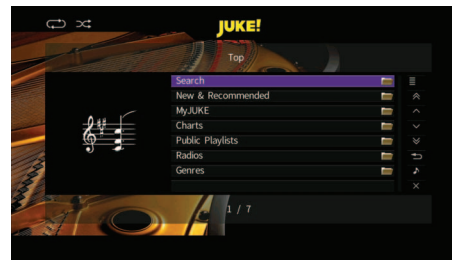 JUKE!
Top
Search
New & Recommended
MyJUKE
Charts
Public Playlists
Radios
Genres
1 / 7